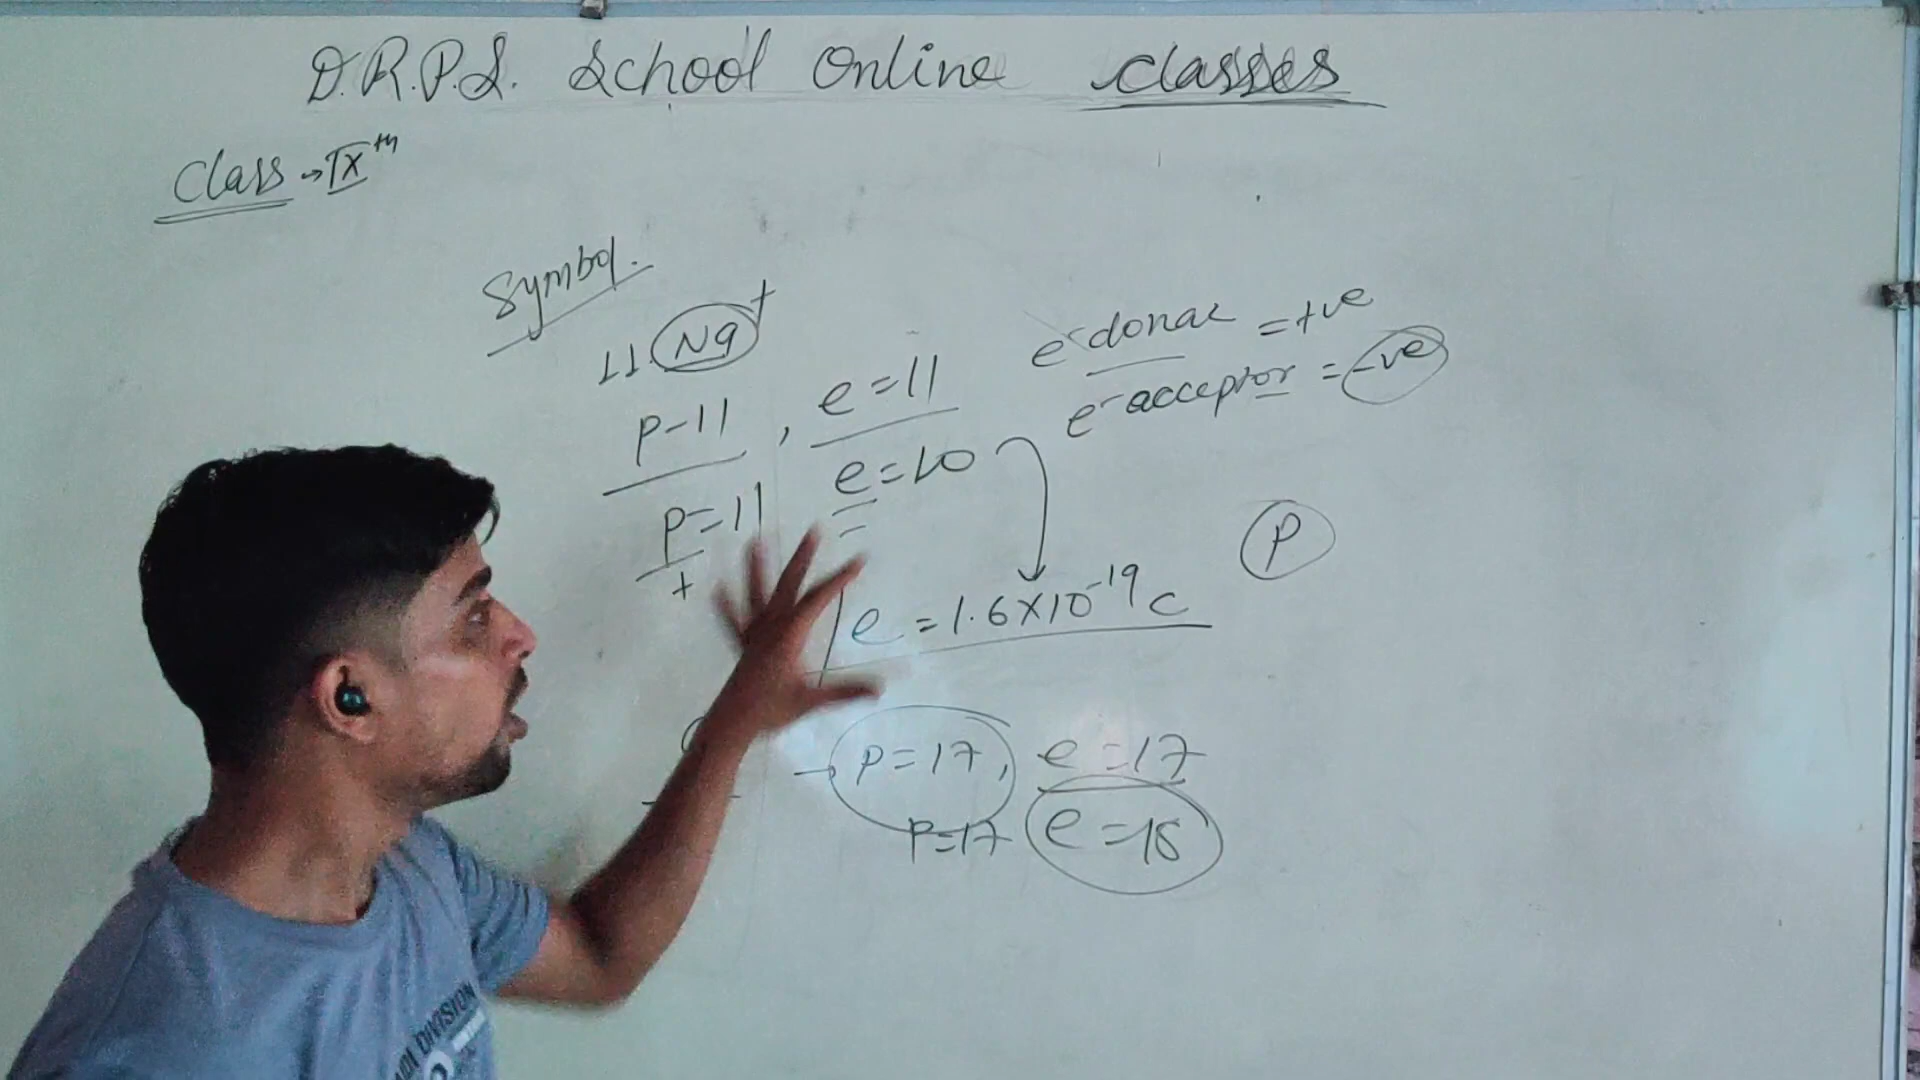 D.R.P.S. School Online classes
Class → IXth
Symbol.
11 Na+
p-11, e=11
p=11 e=10
+
e- donar = +ve
e- acceptor = -ve
P
e = 1.6×10-19 c
→ p=17, e=17
p=17 e=18
DIVISION